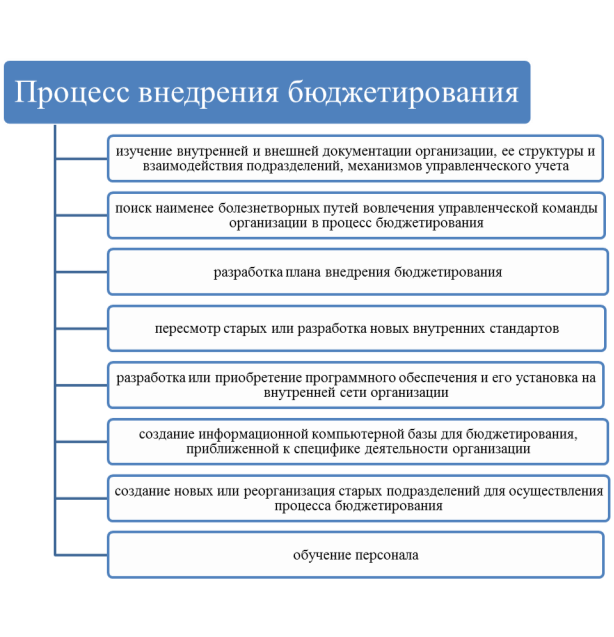 Процесс внедрения бюджетирования
изучение внутренней и внешней документации организации, ее структуры и
взаимодействия подразделений, механизмов управленческого учета
поиск наименее болезнетворных путей вовлечения управленческой команды
организации в процесс бюджетирования
разработка плана внедрения бюджетирования
пересмотр старых или разработка новых внутренних стандартов
разработка или приобретение программного обеспечения и его установка на
внутренней сети организации
создание информационной компьютерной базы для бюджетирования,
приближенной к специфике деятельности организации
создание новых или реорганизация старых подразделений для осуществления
процесса бюджетирования
обучение персонала